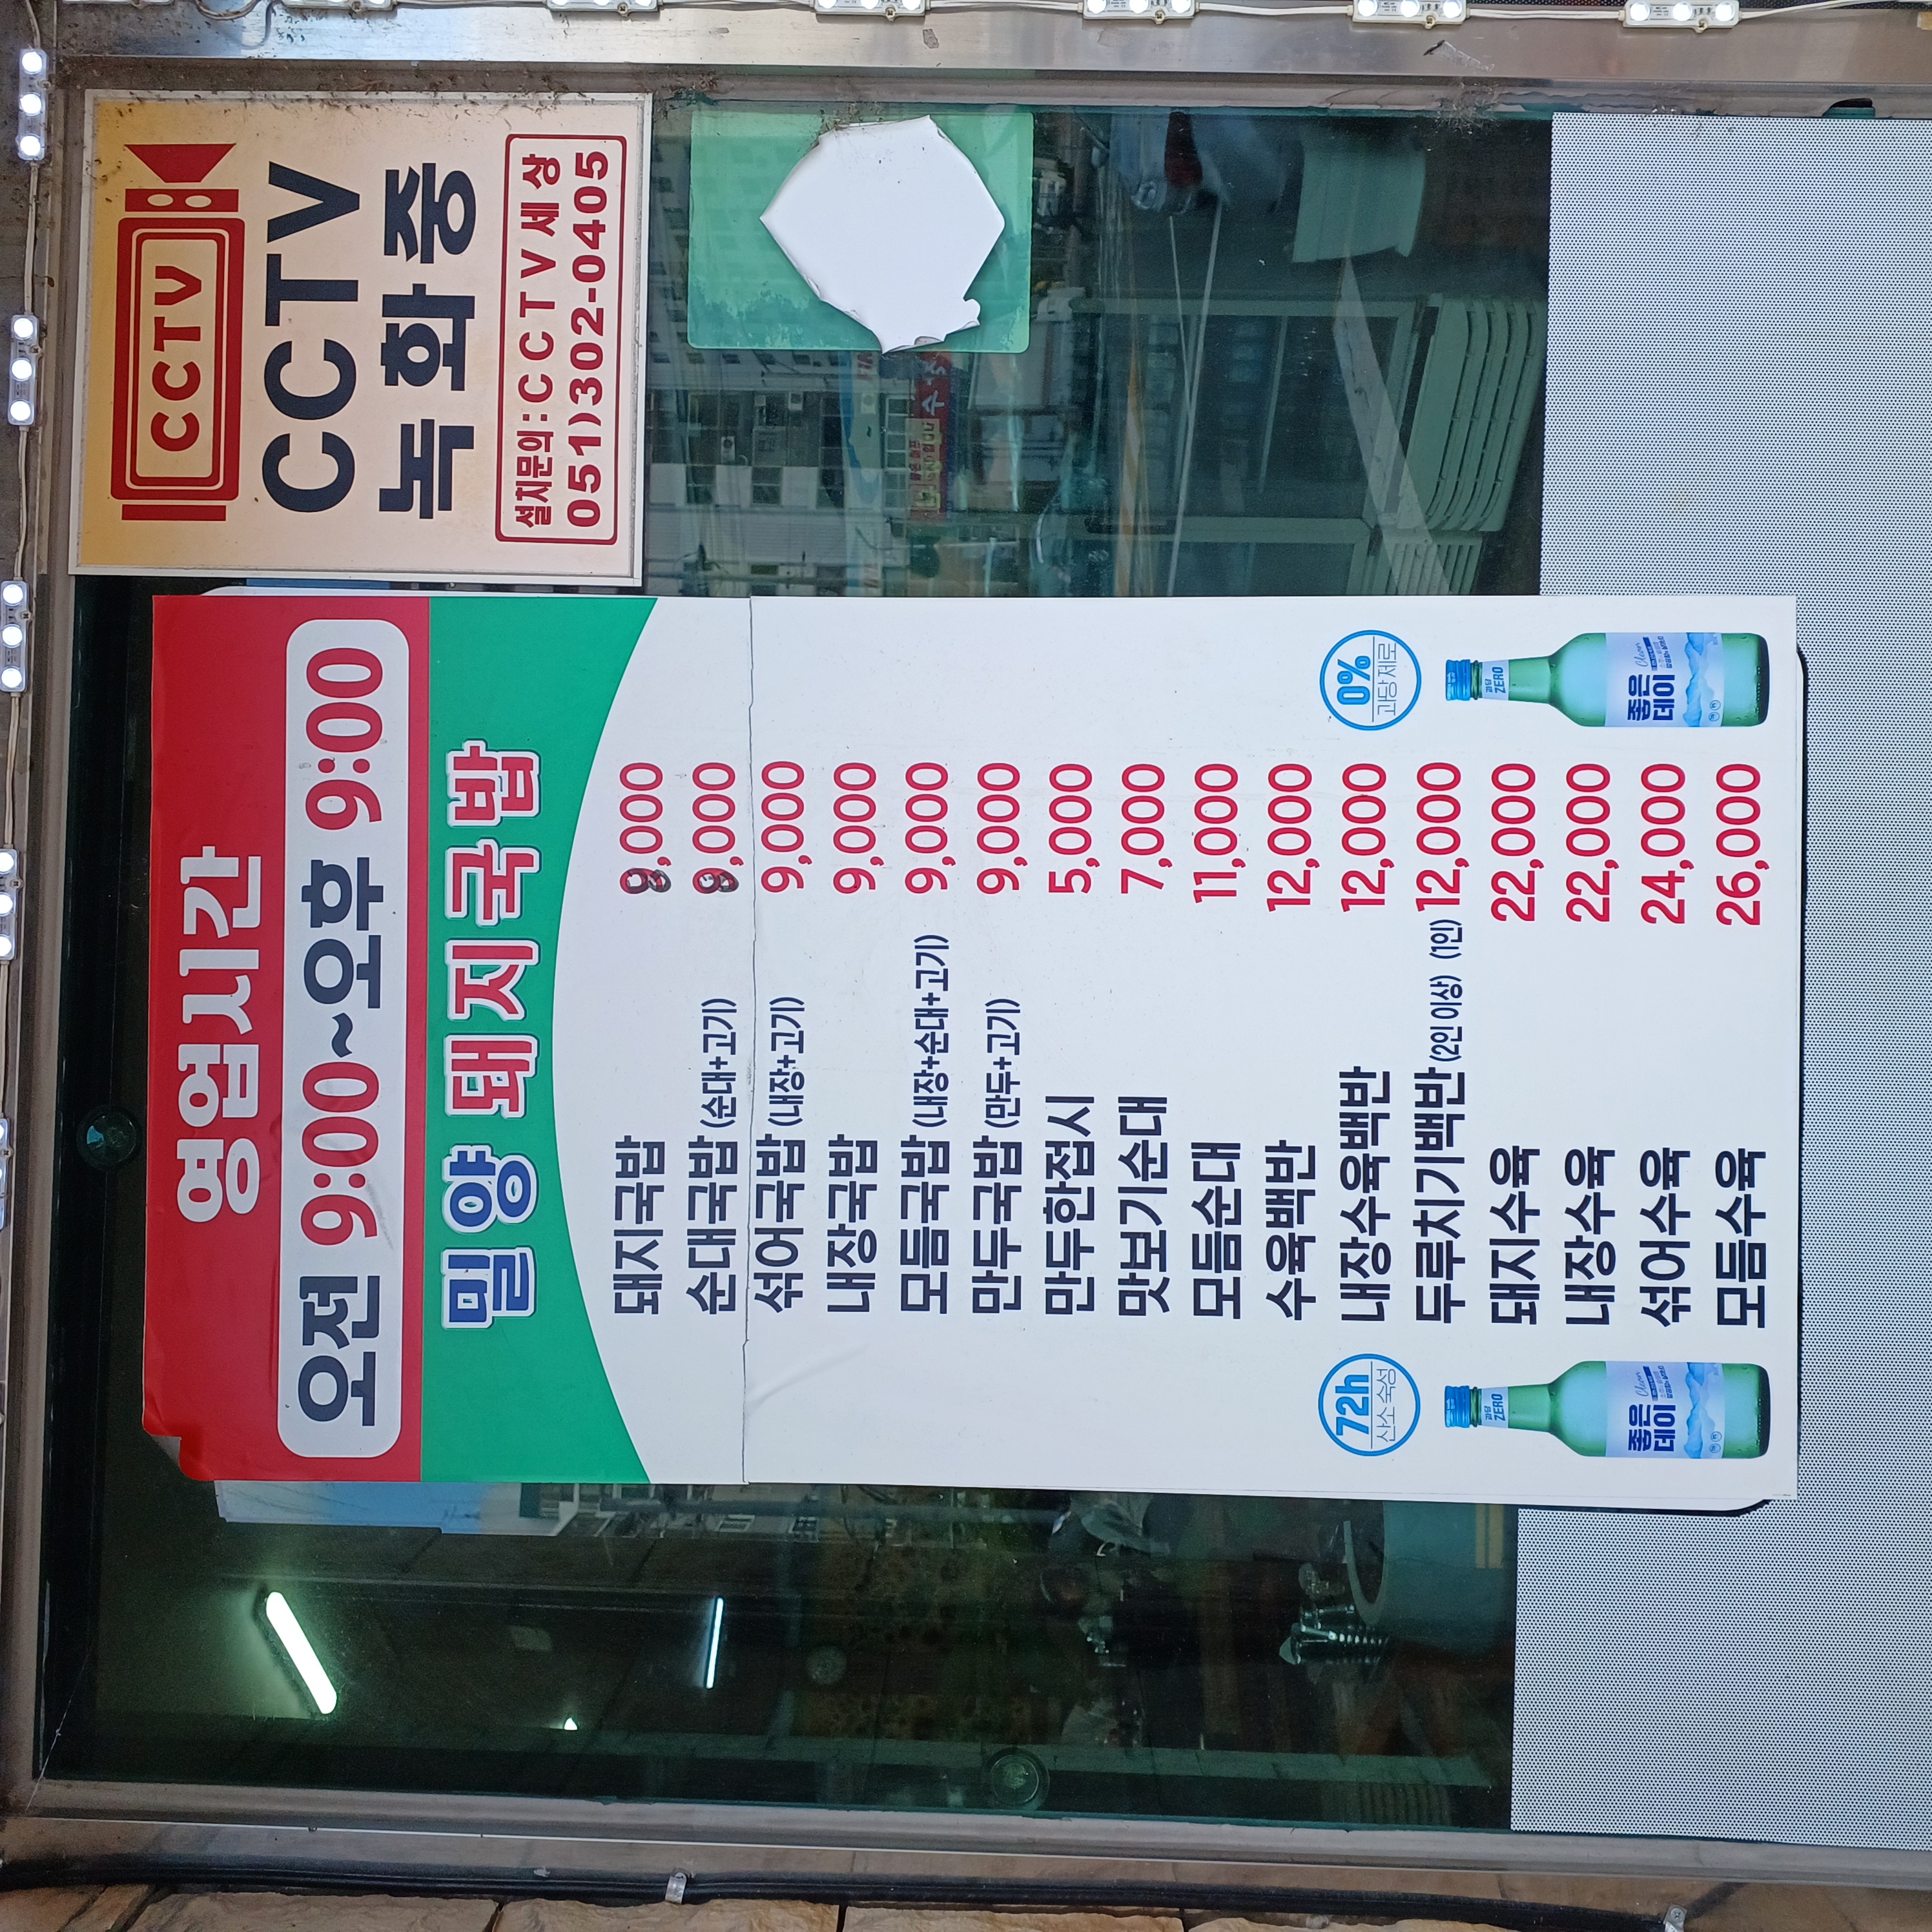 영업시간
오전 9:00~오후 9:00
밀양 돼지국밥
돼지국밥 ,000
순대국밥 (순대+고기) ,000
섞어국밥 (내장+고기) 9,000
내장국밥 9,000
모듬국밥 (내장+순대+고기) 9,000
만두국밥 (만두+고기) 9,000
만두한접시 5,000
맛보기순대 7,000
모듬순대 11,000
수육백반 12,000
내장수육백반 12,000
두루치기백반 (2인 이상) (1인) 12,000
돼지수육 22,000
내장수육 22,000
섞어수육 24,000
모듬수육 26,000
72h
산소 숙성
과당
ZERO
좋은
데이
Clean
0%
과당 제로
과당
ZERO
좋은
데이
Clean
CCTV
CCTV
녹화중
설치문의:CCTV세상
051)302-0405